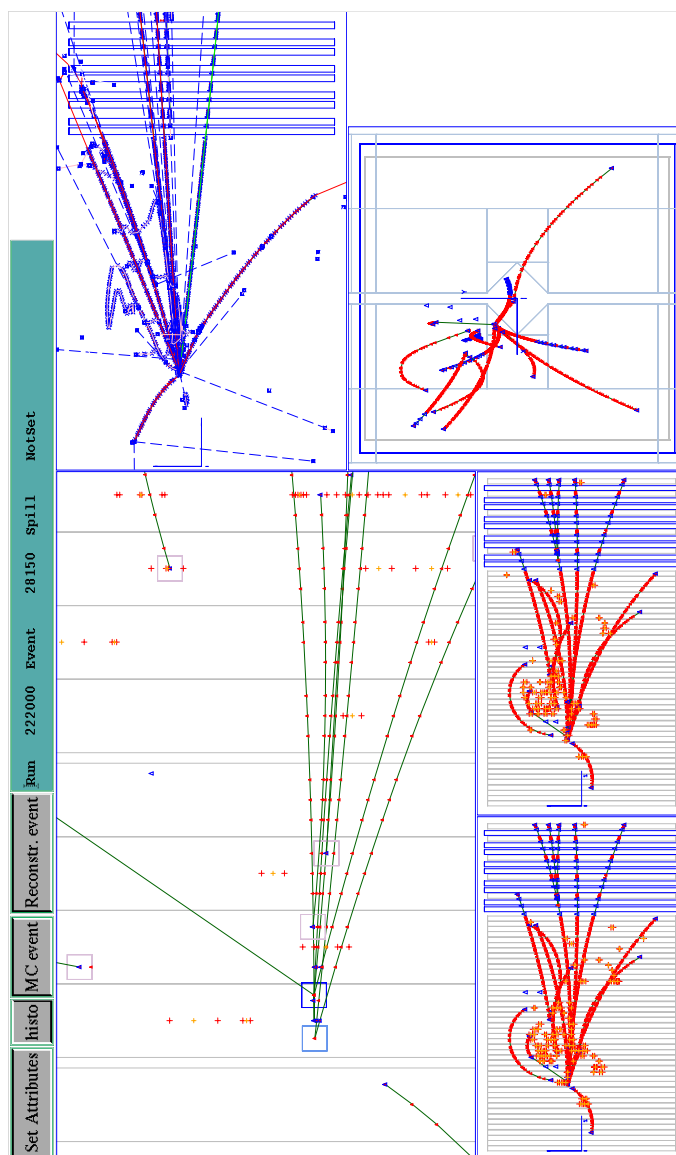 Set Attributes
histo
MC event
Reconstr. event
Run 222000 Event 28150 Spill NotSet